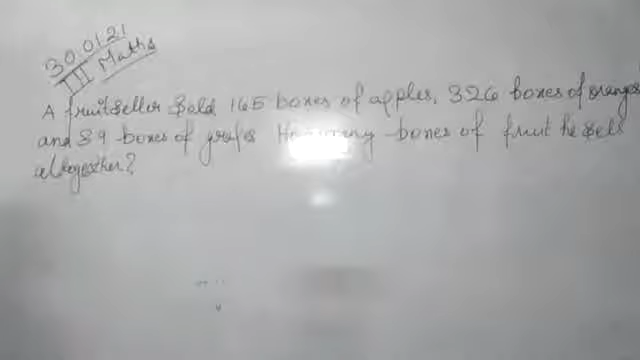 30.01.21
III Maths
A fruitseller sold 165 boxes of apples, 326 boxes of oranges
and 89 boxes of grafes How many boxes of fruit he sell
altogether?